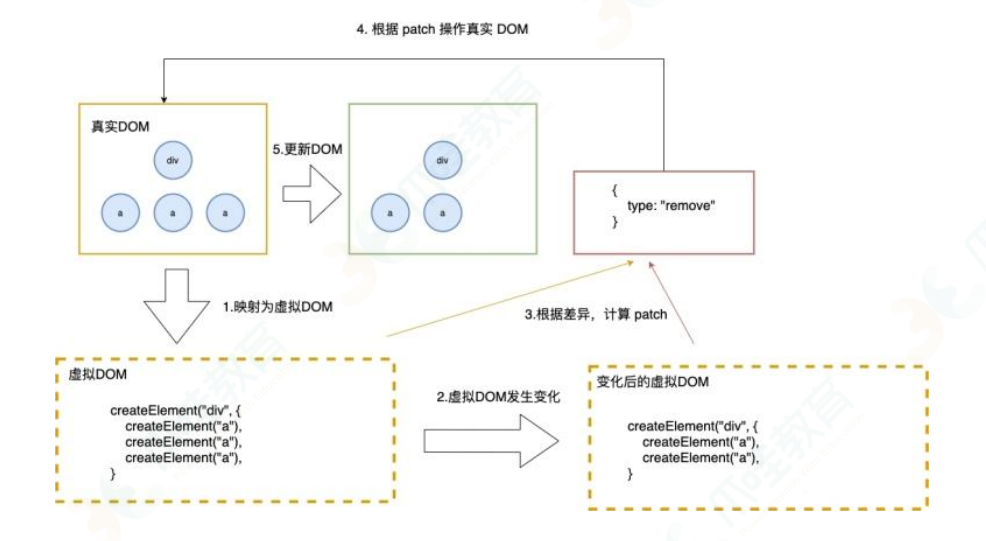 4. 根据 patch 操作真实 DOM
真实DOM
div
a
a
a
5.更新DOM
div
a
a
{
type: "remove"
}
1.映射为虚拟DOM
3.根据差异，计算 patch
虚拟DOM
createElement("div", {
createElement("a"),
createElement("a"),
createElement("a"),
}
2.虚拟DOM发生变化
变化后的虚拟DOM
createElement("div", {
createElement("a"),
createElement("a"),
}